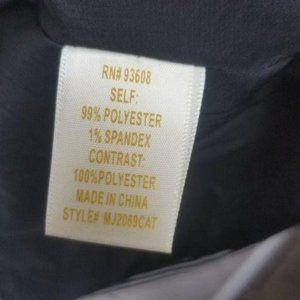 RN# 93608
SELF:
99% POLYESTER
1% SPANDEX
CONTRAST:
100%POLYESTER
MADE IN CHINA
STYLE# MJ2069CAT